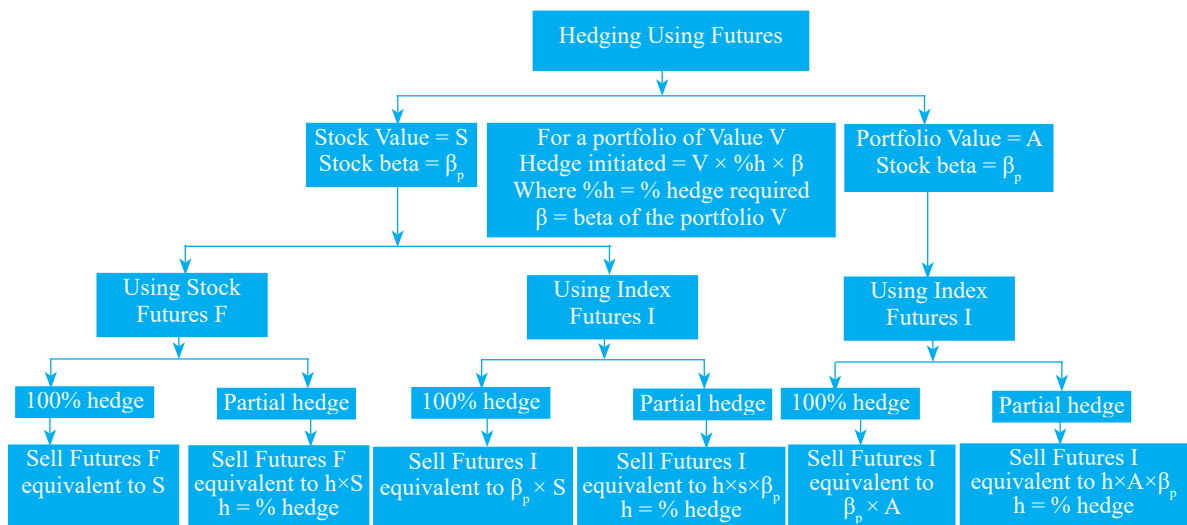 Hedging Using Futures
Stock Value = S
Stock beta = βₚ
For a portfolio of Value V
Hedge initiated = V × %h × β
Where %h = % hedge required
β = beta of the portfolio V
Portfolio Value = A
Stock beta = βₚ
Using Stock
Futures F
Using Index
Futures I
Using Index
Futures I
100% hedge
Partial hedge
100% hedge
Partial hedge
100% hedge
Partial hedge
Sell Futures F
equivalent to S
Sell Futures F
equivalent to h×S
h = % hedge
Sell Futures I
equivalent to βₚ × S
Sell Futures I
equivalent to h×s×βₚ
h = % hedge
Sell Futures I
equivalent to
βₚ × A
Sell Futures I
equivalent to h×A×βₚ
h = % hedge